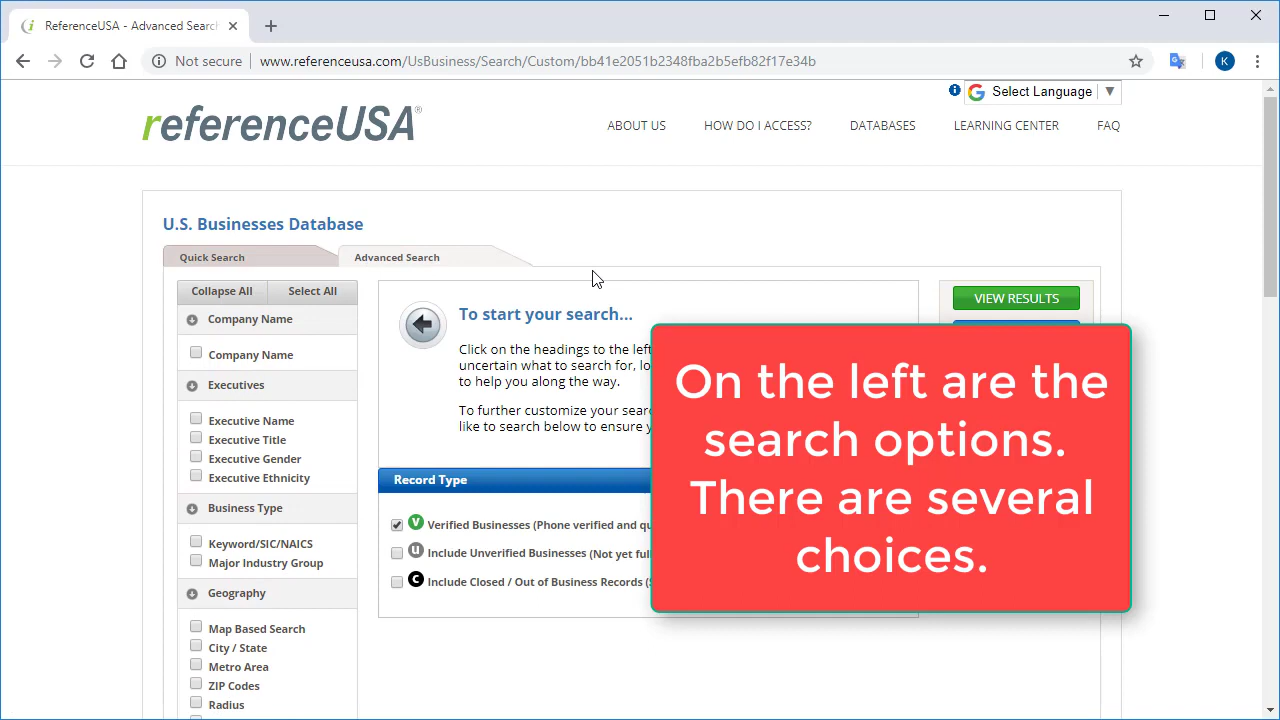 ReferenceUSA - Advanced Searc
Not secure
www.referenceusa.com/UsBusiness/Search/Custom/bb41e2051b2348fba2b5fb82f17e34b
K
Select Language
referenceUSA®
ABOUT US
HOW DO I ACCESS?
DATABASES
LEARNING CENTER
FAQ
U.S. Businesses Database
Quick Search
Advanced Search
Collapse All
Select All
Company Name
Company Name
Executives
Executive Name
Executive Title
Executive Gender
Executive Ethnicity
Business Type
Keyword/SIC/NAICS
Major Industry Group
Geography
Map Based Search
City / State
Metro Area
ZIP Codes
Radius
To start your search...
Click on the headings to the left
uncertain what to search for, lo
to help you along the way.
To further customize your searc
like to search below to ensure y
Record Type
V Verified Businesses (Phone verified and qu
U Include Unverified Businesses (Not yet full
C Include Closed / Out of Business Records (S
VIEW RESULTS
On the left are the
search options.
There are several
choices.